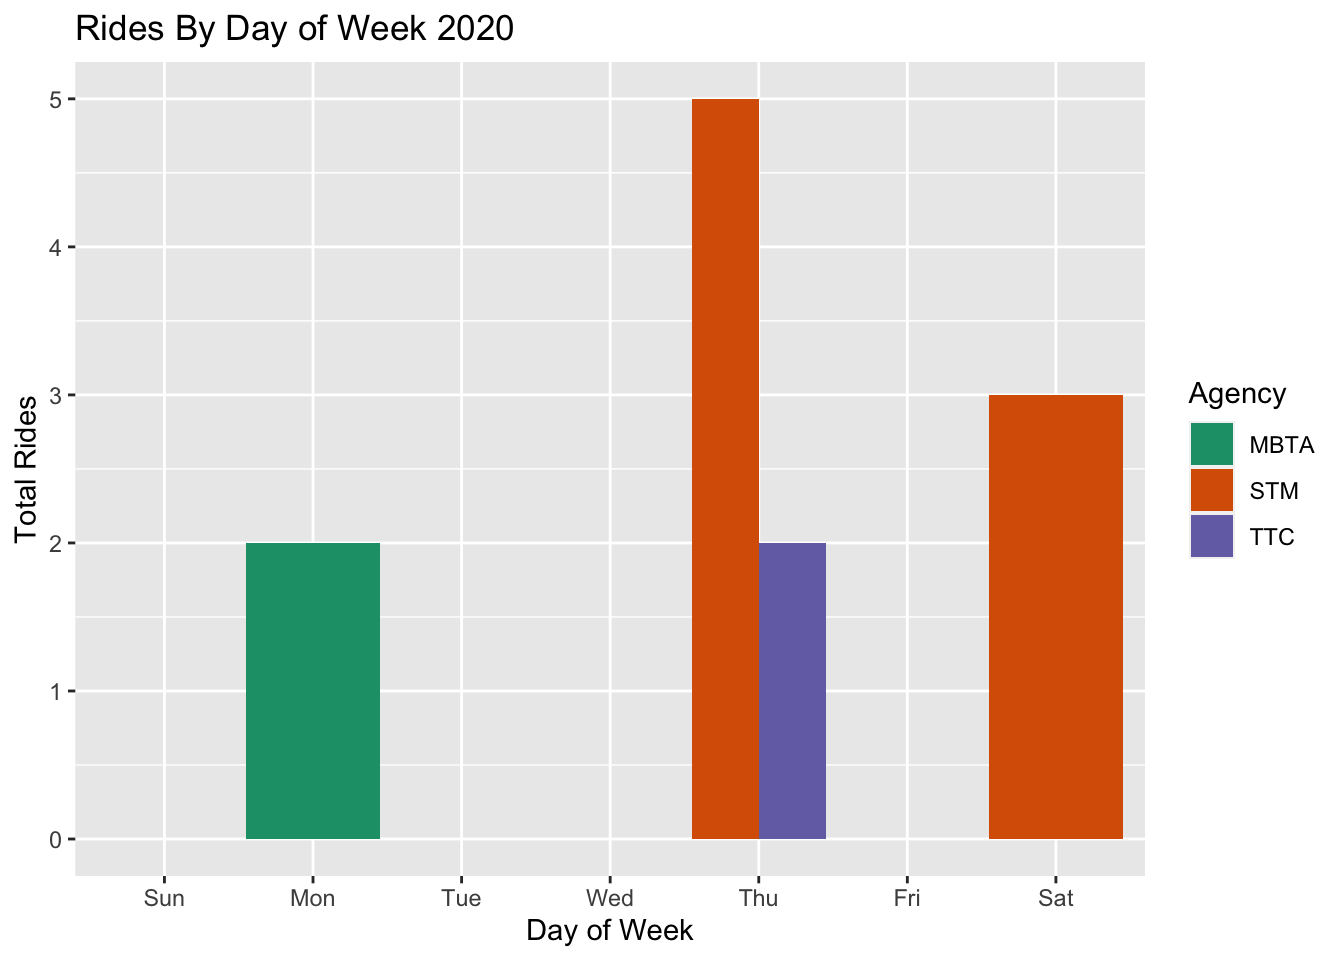 Rides By Day of Week 2020
Total Rides
5
4
3
2
1
0
Sun Mon Tue Wed Thu Fri Sat
Day of Week
Agency
MBTA
STM
TTC